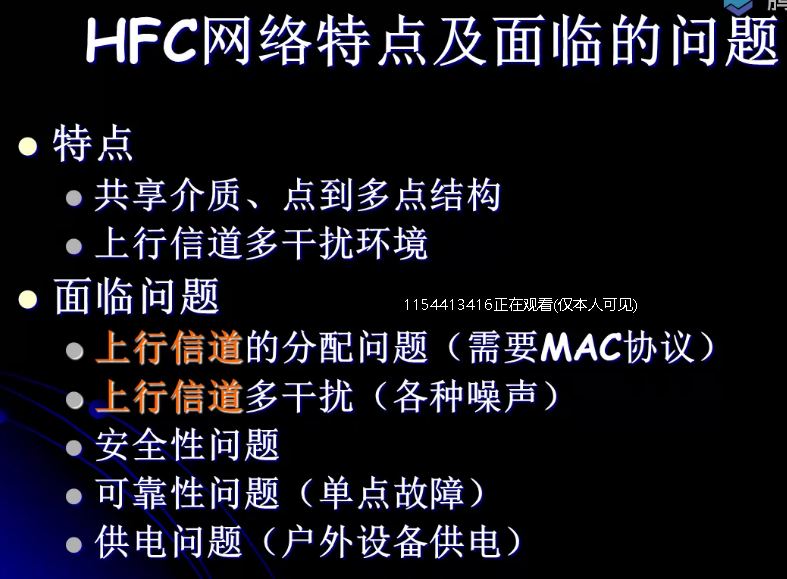 HFC网络特点及面临的问题
特点
共享介质、点到多点结构
上行信道多干扰环境
面临问题
1154413416正在观看(仅本人可见)
上行信道的分配问题（需要MAC协议）
上行信道多干扰（各种噪声）
安全性问题
可靠性问题（单点故障）
供电问题（户外设备供电）